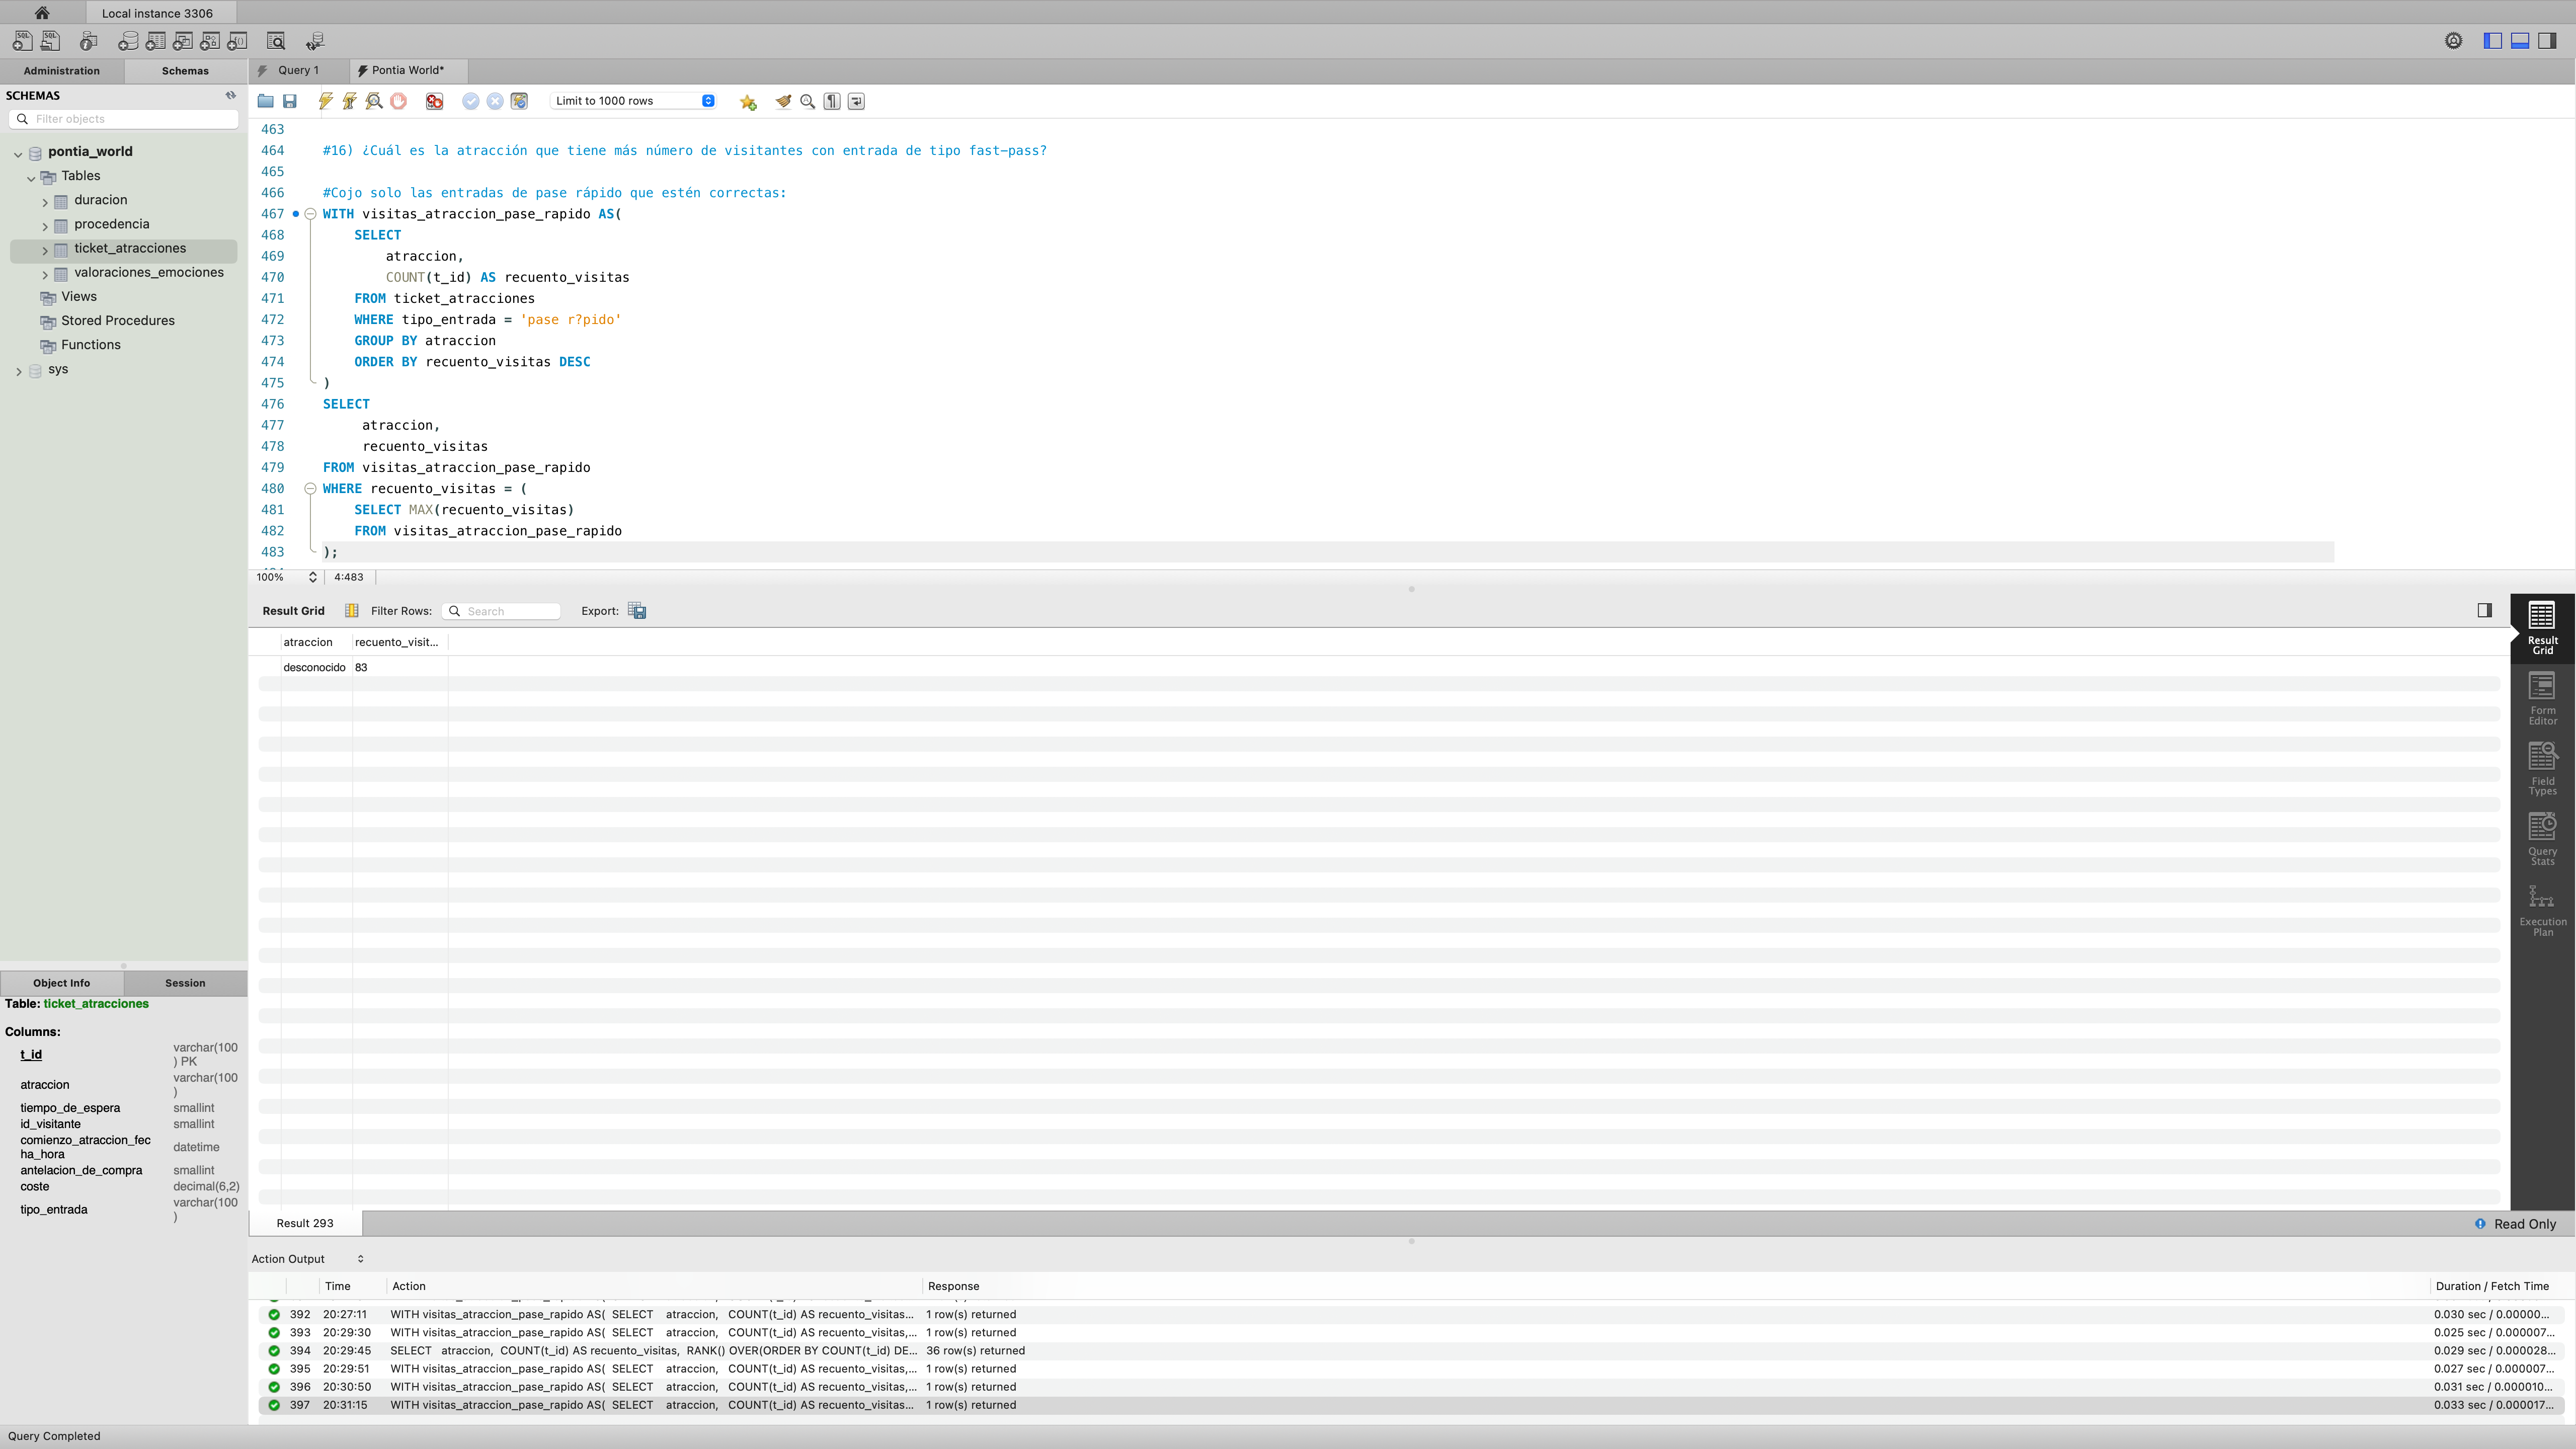 Local instance 3306
Administration
Schemas
Query 1
Pontia World*
SCHEMAS
Filter objects
pontia_world
Tables
duracion
procedencia
ticket_atracciones
valoraciones_emociones
Views
Stored Procedures
Functions
sys
Limit to 1000 rows
463
464 #16) ¿Cuál es la atracción que tiene más número de visitantes con entrada de tipo fast-pass?
465
466 #Cojo solo las entradas de pase rápido que estén correctas:
467 WITH visitas_atraccion_pase_rapido AS(
468 SELECT
469 atraccion,
470 COUNT(t_id) AS recuento_visitas
471 FROM ticket_atracciones
472 WHERE tipo_entrada = 'pase r?pido'
473 GROUP BY atraccion
474 ORDER BY recuento_visitas DESC
475 )
476 SELECT
477 atraccion,
478 recuento_visitas
479 FROM visitas_atraccion_pase_rapido
480 WHERE recuento_visitas = (
481 SELECT MAX(recuento_visitas)
482 FROM visitas_atraccion_pase_rapido
483 );
100% 4:483
Result Grid Filter Rows: Search Export:
atraccion recuento_visit...
desconocido 83
Result
Grid
Form
Editor
Field
Types
Query
Stats
Execution
Plan
Object Info
Session
Table: ticket_atracciones
Columns:
t_id varchar(100
) PK
atraccion varchar(100
)
tiempo_de_espera smallint
id_visitante smallint
comienzo_atraccion_fec
ha_hora datetime
antelacion_de_compra smallint
coste decimal(6,2)
tipo_entrada varchar(100
)
Result 293
Read Only
Action Output
Time Action Response Duration / Fetch Time
392 20:27:11 WITH visitas_atraccion_pase_rapido AS( SELECT atraccion, COUNT(t_id) AS recuento_visitas... 1 row(s) returned 0.030 sec / 0.00000...
393 20:29:30 WITH visitas_atraccion_pase_rapido AS( SELECT atraccion, COUNT(t_id) AS recuento_visitas,... 1 row(s) returned 0.025 sec / 0.000007...
394 20:29:45 SELECT atraccion, COUNT(t_id) AS recuento_visitas, RANK() OVER(ORDER BY COUNT(t_id) DE... 36 row(s) returned 0.029 sec / 0.000028...
395 20:29:51 WITH visitas_atraccion_pase_rapido AS( SELECT atraccion, COUNT(t_id) AS recuento_visitas,... 1 row(s) returned 0.027 sec / 0.000007...
396 20:30:50 WITH visitas_atraccion_pase_rapido AS( SELECT atraccion, COUNT(t_id) AS recuento_visitas,... 1 row(s) returned 0.031 sec / 0.000010...
397 20:31:15 WITH visitas_atraccion_pase_rapido AS( SELECT atraccion, COUNT(t_id) AS recuento_visitas... 1 row(s) returned 0.033 sec / 0.000017...
Query Completed